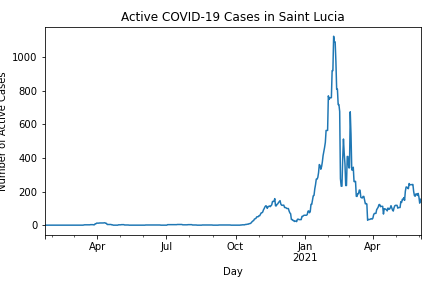 Active COVID-19 Cases in Saint Lucia
Number of Active Cases
1000
800
600
400
200
0
Apr
Jul
Oct
Jan
2021
Apr
Day